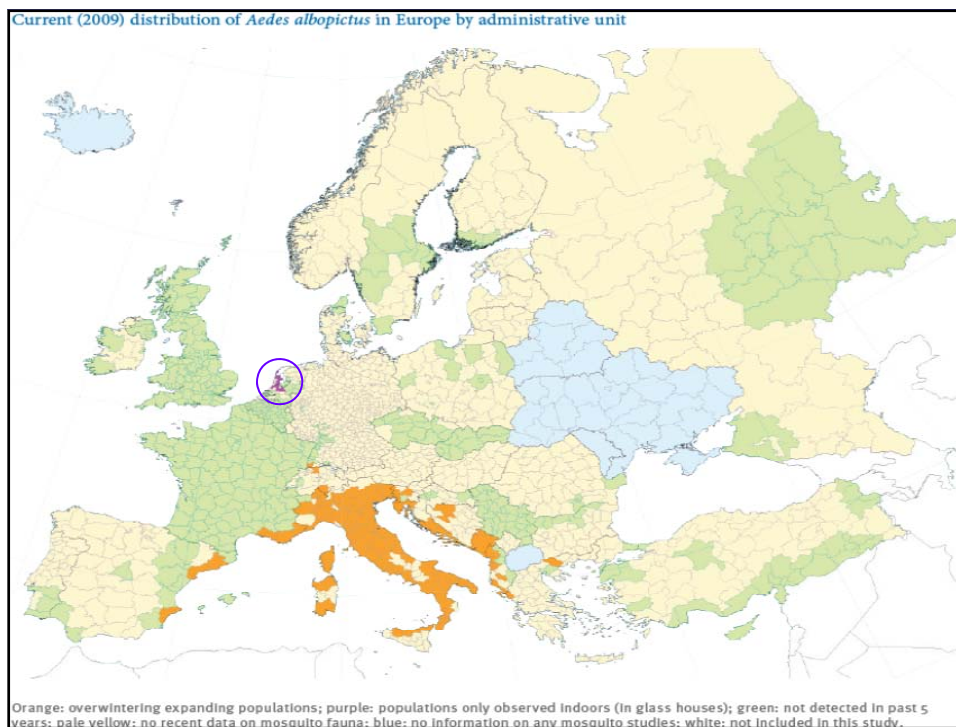 Current (2009) distribution of Aedes albopictus in Europe by administrative unit
Orange: overwintering expanding populations; purple: populations only observed indoors (in glass houses); green: not detected in past 5
years; pale yellow: no recent data on mosquito fauna; blue: no information on any mosquito studies; white: not included in this study.